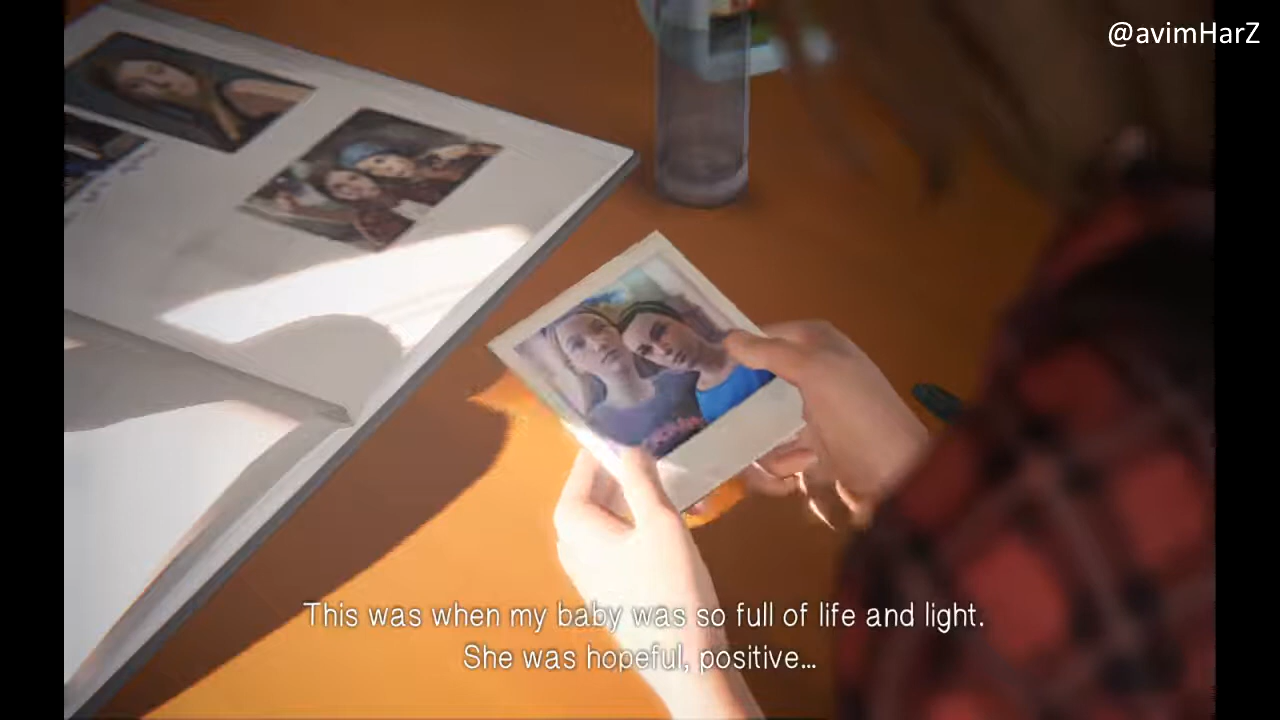 @avimHarZ
This was when my baby was so full of life and light.
She was hopeful, positive...